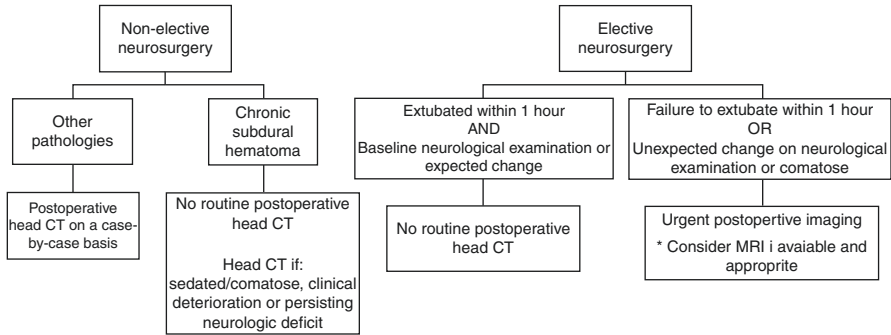 Non-elective
neurosurgery
Elective
neurosurgery
Other
pathologies
Chronic
subdural
hematoma
Extubated within 1 hour
AND
Baseline neurological examination or
expected change
Failure to extubate within 1 hour
OR
Unexpected change on neurological
examination or comatose
Postoperative
head CT on a case-
by-case basis
No routine postoperative
head CT
Head CT if:
sedated/comatose, clinical
deterioration or persisting
neurologic deficit
No routine postoperative
head CT
Urgent postopertive imaging
* Consider MRI i avaiable and
approprite